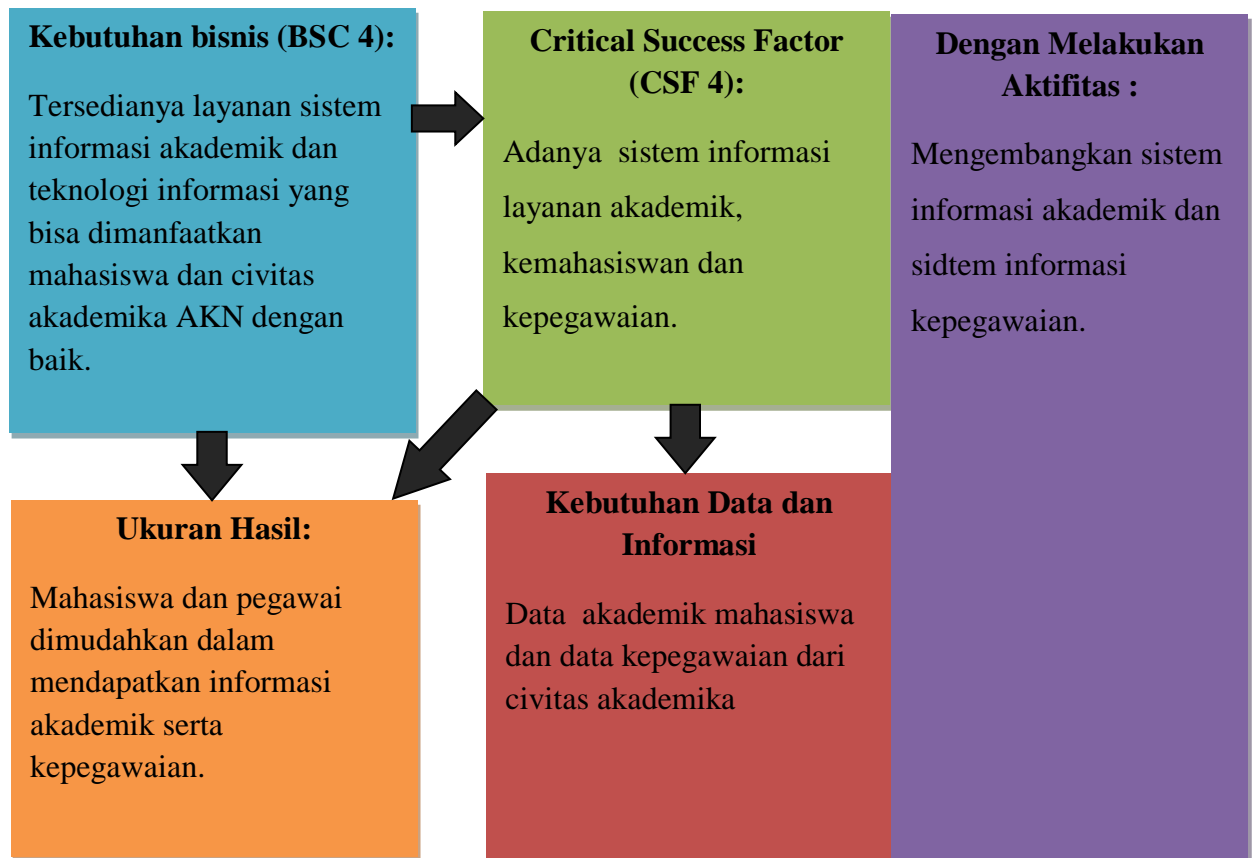 Kebutuhan bisnis (BSC 4):
Tersedianya layanan sistem
informasi akademik dan
teknologi informasi yang
bisa dimanfaatkan
mahasiswa dan civitas
akademika AKN dengan
baik.
Critical Success Factor
(CSF 4):
Adanya  sistem informasi
layanan akademik,
kemahasiswan dan
kepegawaian.
Dengan Melakukan
Aktifitas :
Mengembangkan sistem
informasi akademik dan
sidtem informasi
kepegawaian.
Ukuran Hasil:
Mahasiswa dan pegawai
dimudahkan dalam
mendapatkan informasi
akademik serta
kepegawaian.
Kebutuhan Data dan
Informasi
Data  akademik mahasiswa
dan data kepegawaian dari
civitas akademika